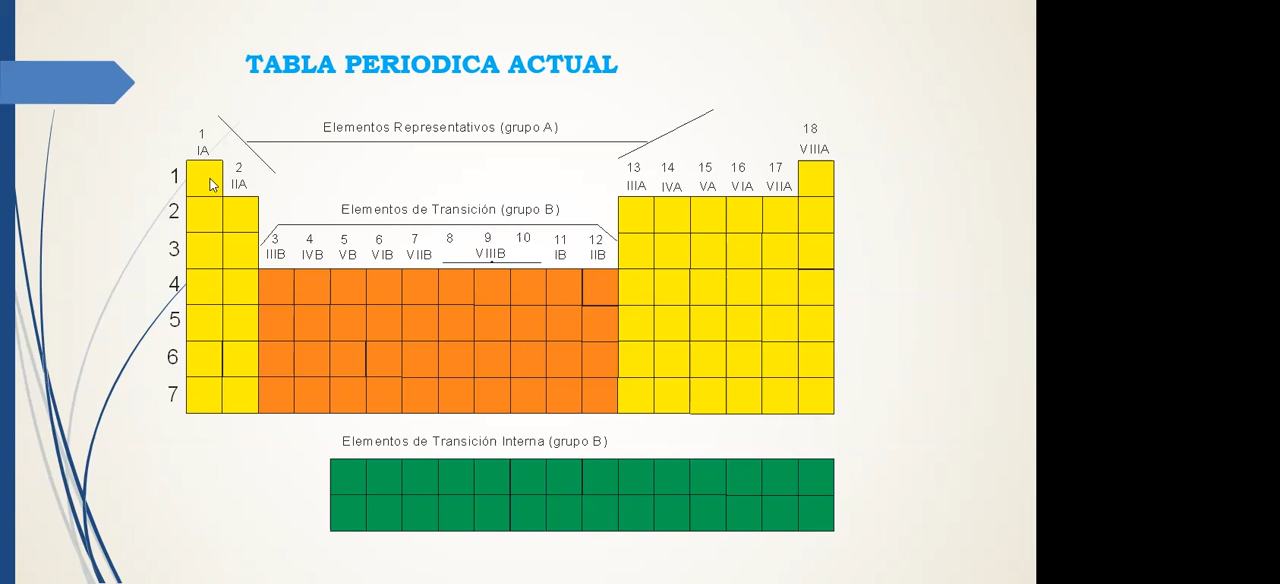 TABLA PERIODICA ACTUAL
Elementos Representativos (grupo A)
1
IA
2
IIA
13
IIIA
14
IVA
15
VA
16
VIA
17
VIIA
18
VIIIA
Elementos de Transición (grupo B)
3
IIIB
4
IVB
5
VB
6
VIB
7
VIIB
8 9 10
VIIIB
11
IB
12
IIB
1
2
3
4
5
6
7
Elementos de Transición Interna (grupo B)